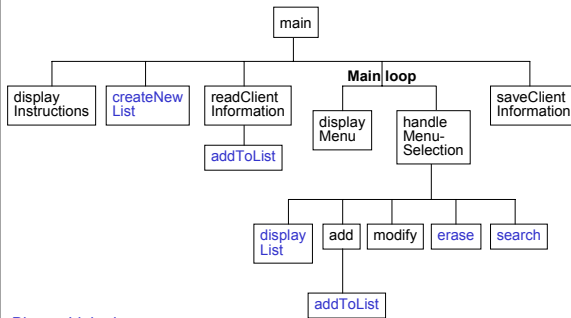 main
Main loop
display
Instructions
createNew
List
readClient
Information
saveClient
Information
display
Menu
handle
Menu-
Selection
addToList
display
List
add
modify
erase
search
addToList